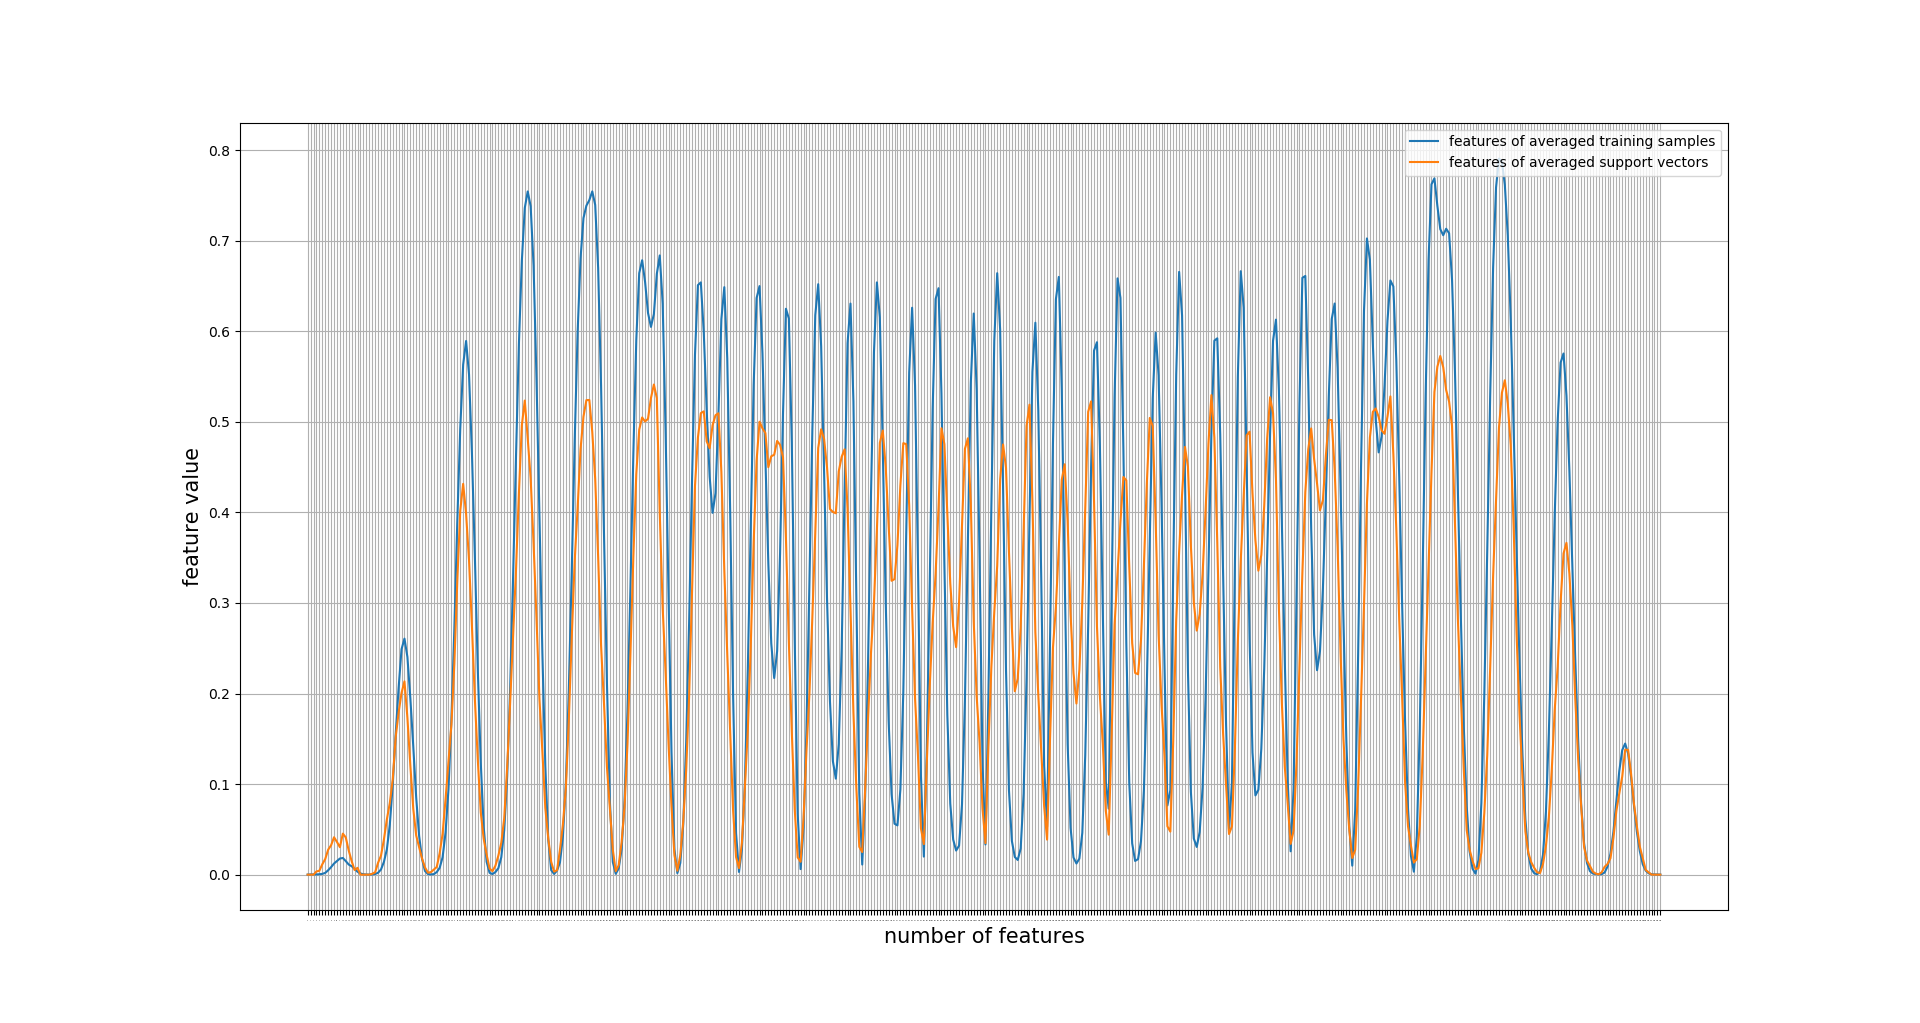 features of averaged training samples
features of averaged support vectors
0.8
0.7
0.6
0.5
0.4
0.3
0.2
0.1
0.0
feature value
number of features